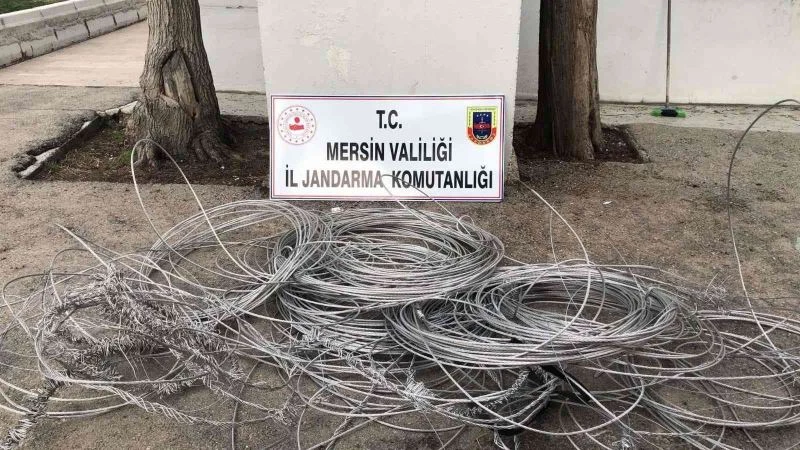 T.C.
MERSİN VALİLİĞİ
İL JANDARMA KOMUTANLIĞI